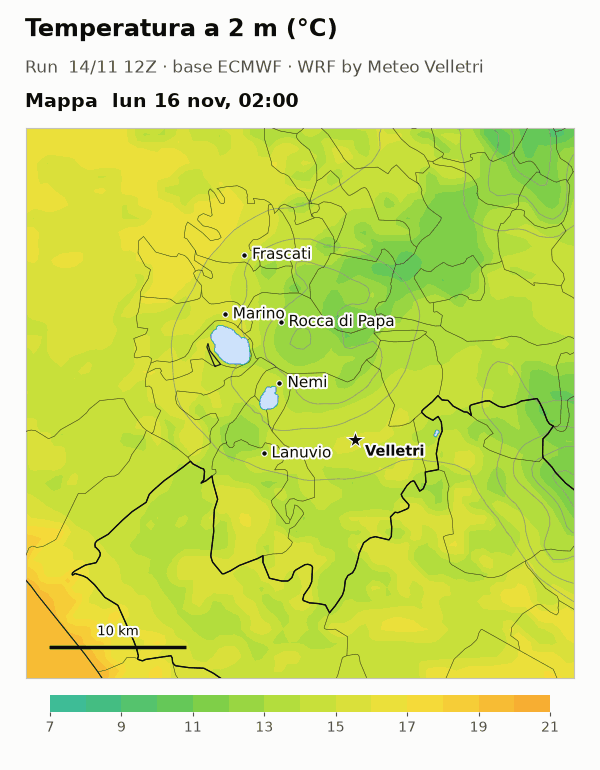 Temperatura a 2 m (°C)
Run  14/11 12Z · base ECMWF · WRF by Meteo Velletri
Mappa  lun 16 nov, 02:00
Frascati
Marino
Rocca di Papa
Nemi
Velletri
Lanuvio
10 km
7 9 11 13 15 17 19 21